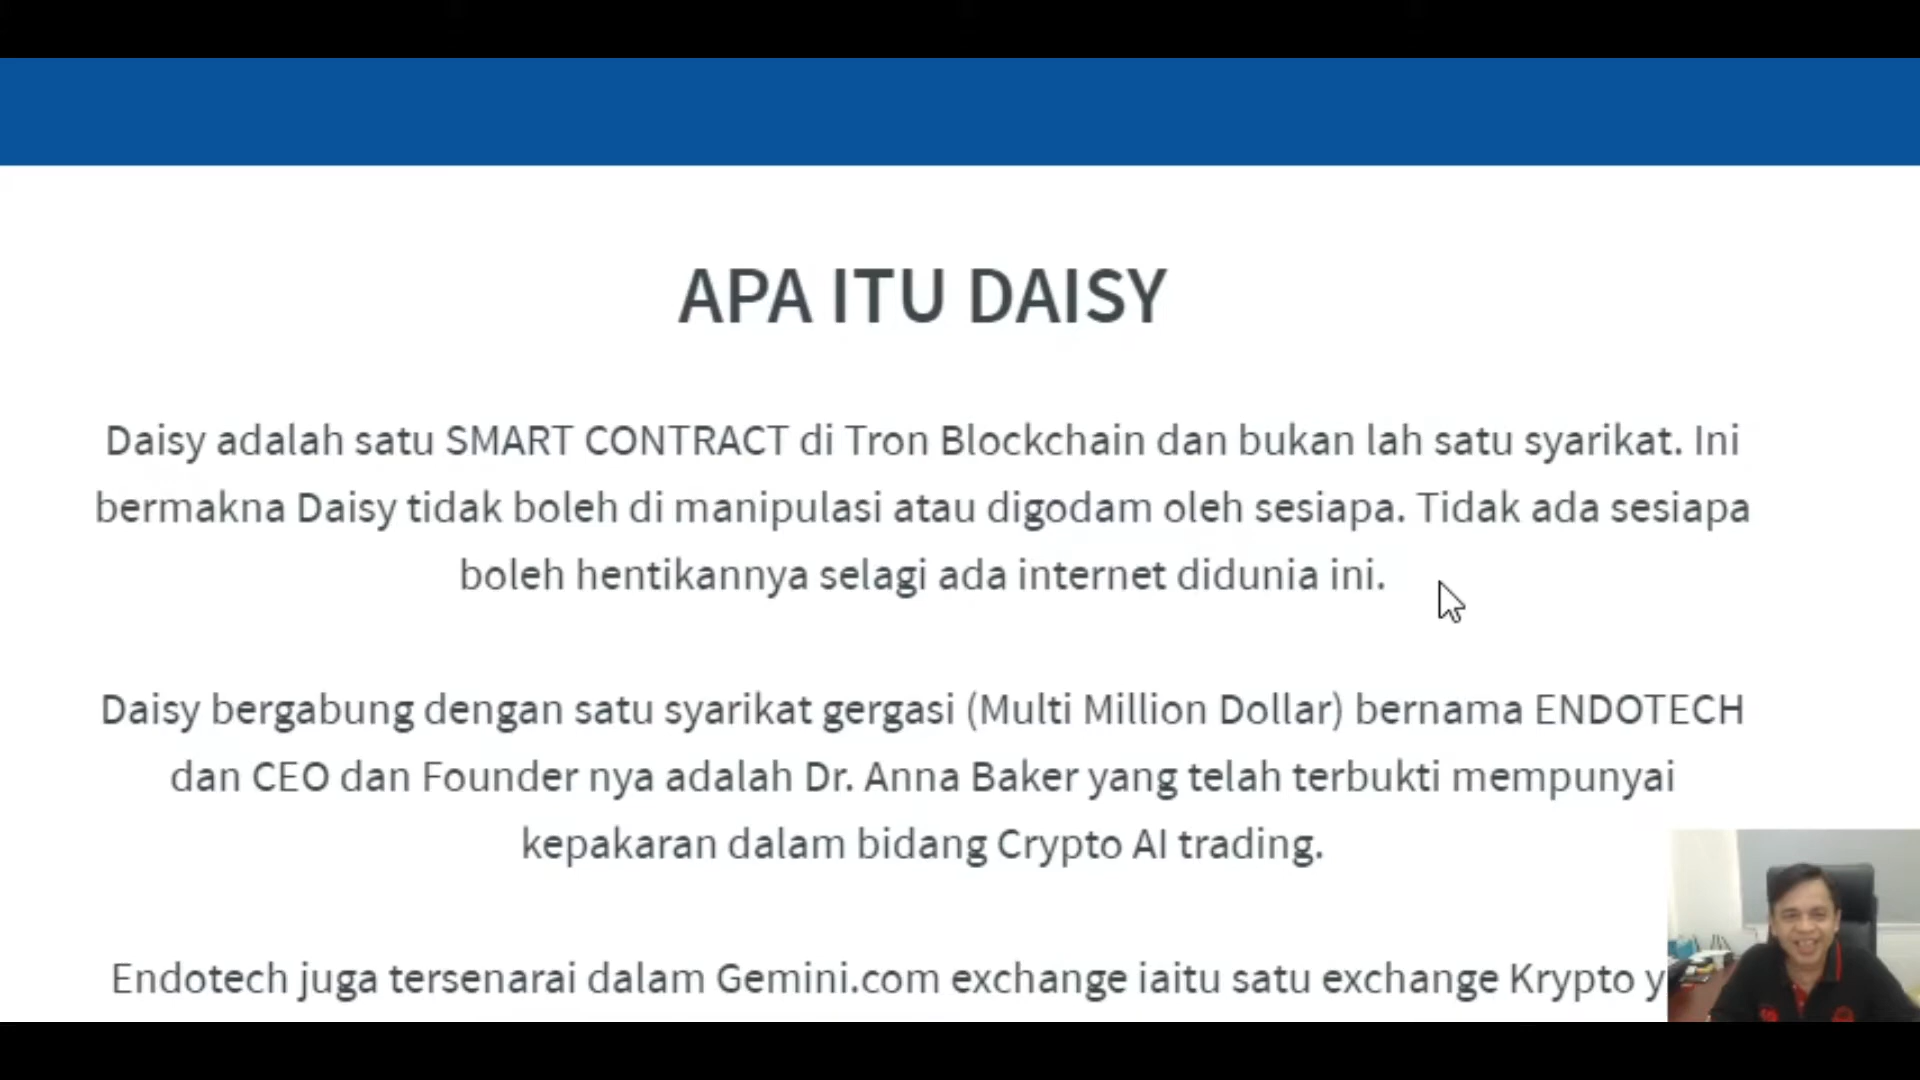 APA ITU DAISY
Daisy adalah satu SMART CONTRACT di Tron Blockchain dan bukan lah satu syarikat. Ini
bermakna Daisy tidak boleh di manipulasi atau digodam oleh sesiapa. Tidak ada sesiapa
boleh hentikannya selagi ada internet didunia ini.
Daisy bergabung dengan satu syarikat gergasi (Multi Million Dollar) bernama ENDOTECH
dan CEO dan Founder nya adalah Dr. Anna Baker yang telah terbukti mempunyai
kepakaran dalam bidang Crypto AI trading.
Endotech juga tersenarai dalam Gemini.com exchange iaitu satu exchange Krypto y